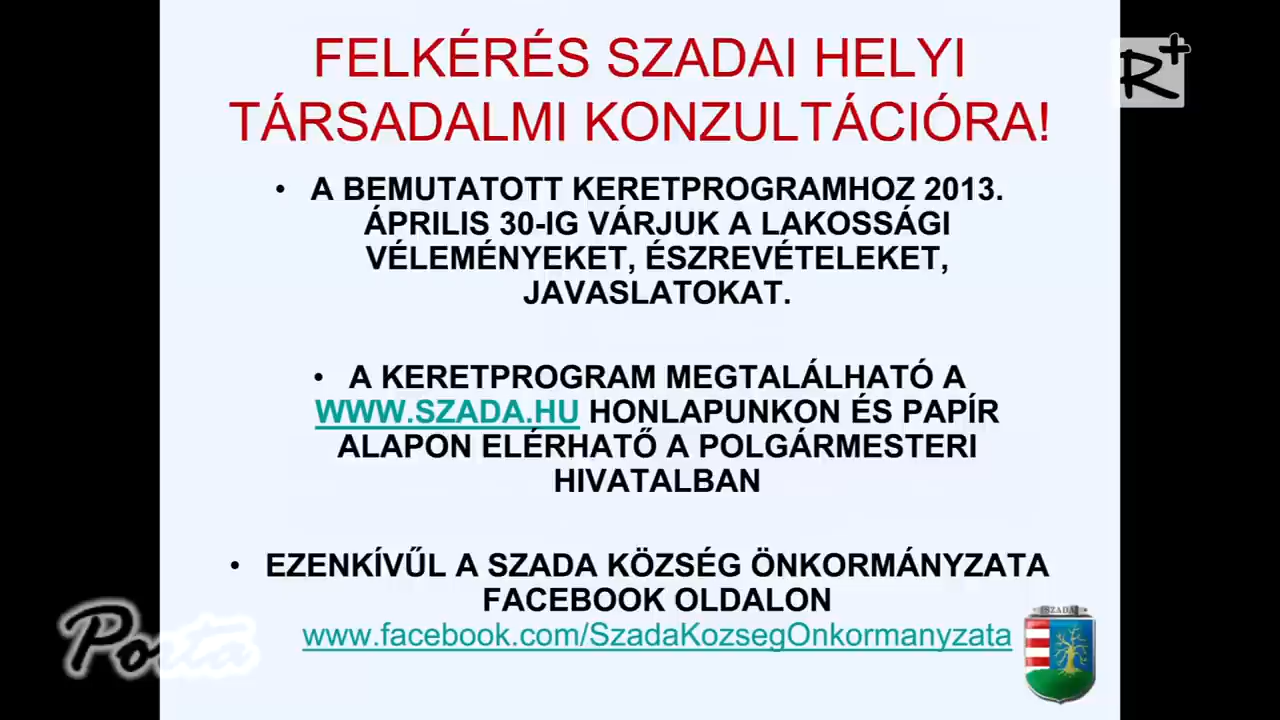 FELKÉRÉS SZADAI HELYI
TÁRSADALMI KONZULTÁCIÓRA!
• A BEMUTATOTT KERETPROGRAMHOZ 2013.
ÁPRILIS 30-IG VÁRJUK A LAKOSSÁGI
VÉLEMÉNYEKET, ÉSZREVÉTELEKET,
JAVASLATOKAT.
• A KERETPROGRAM MEGTALÁLHATÓ A
WWW.SZADA.HU HONLAPUNKON ÉS PAPÍR
ALAPON ELÉRHATŐ A POLGÁRMESTERI
HIVATALBAN
• EZENKÍVŰL A SZADA KÖZSÉG ÖNKORMÁNYZATA
FACEBOOK OLDALON
www.facebook.com/SzadaKozsegOnkormanyzata
R+
Porta
SZADA